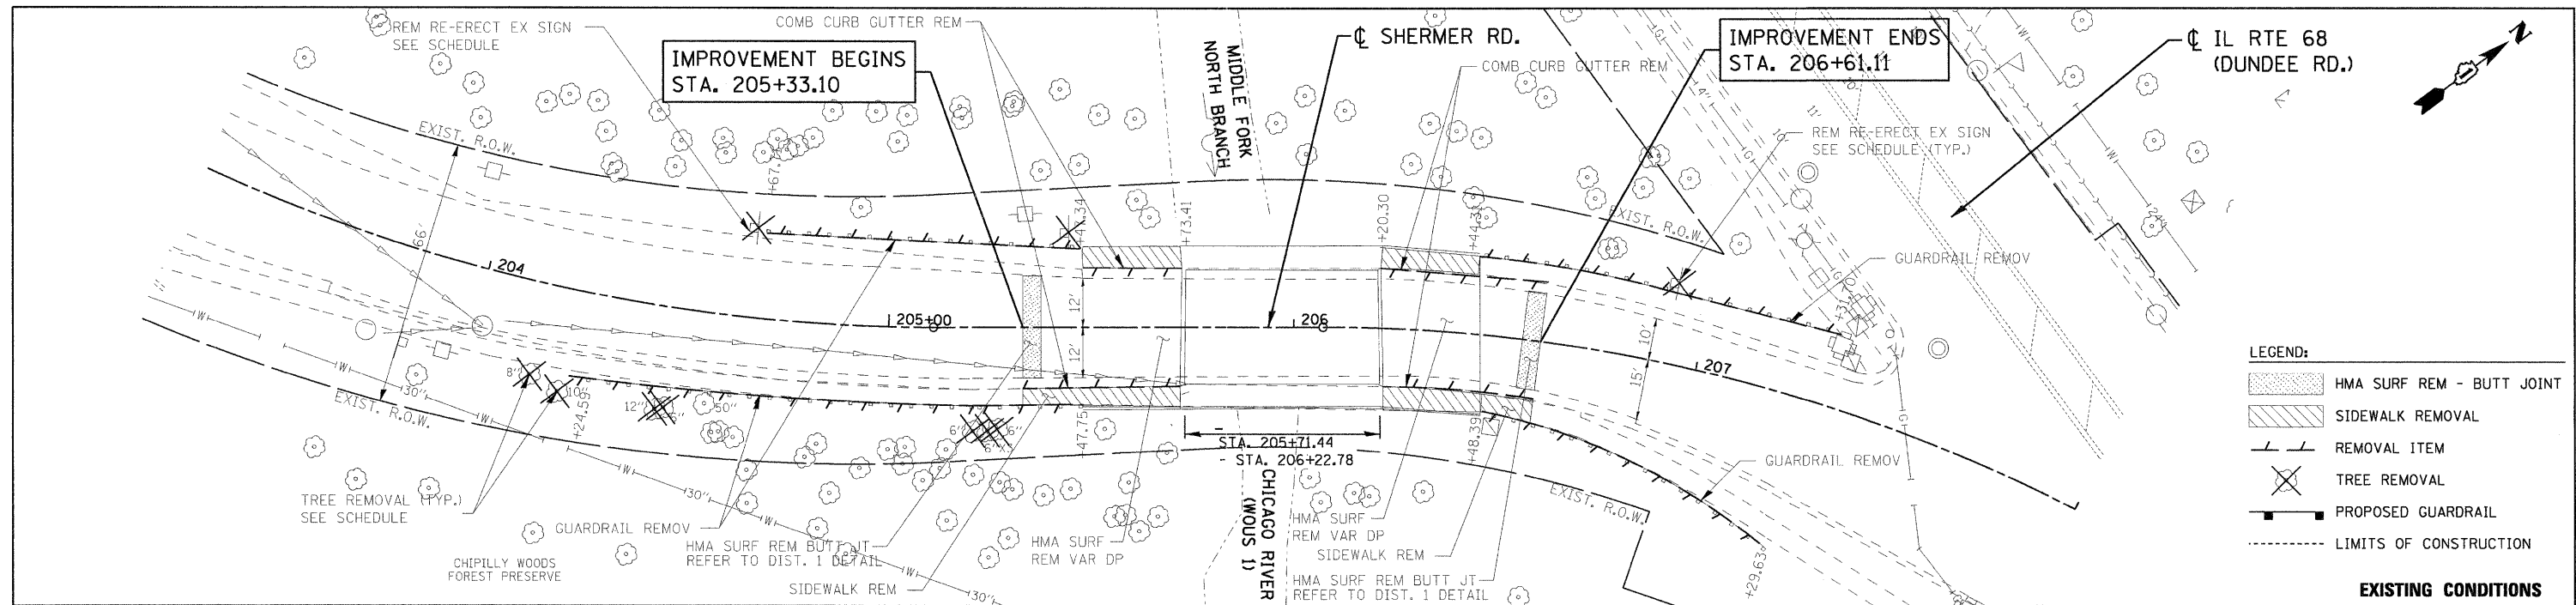 REM RE-ERECT EX SIGN
SEE SCHEDULE
COMB CURB GUTTER REM
IMPROVEMENT BEGINS
STA. 205+33.10
MIDDLE FORK
NORTH BRANCH
℄ SHERMER RD.
IMPROVEMENT ENDS
STA. 206+61.11
COMB CURB GUTTER REM
℄ IL RTE 68
(DUNDEE RD.)
N
EXIST. R.O.W.
REM RE-ERECT EX SIGN
SEE SCHEDULE (TYP.)
14"
11'
10'
10'
G
W
24"
66'
204
+73.41
+20.30
EXIST. R.O.W.
GUARDRAIL REMOV
+31.70
205+00
12'
12'
206
10'
15'
207
W
30"
W
EXIST. R.O.W.
8"
10"
+24.59
12"
6"
50"
6"
6"
+47.75
STA. 205+71.44
STA. 206+22.78
+48.39
GUARDRAIL REMOV
EXIST. R.O.W.
TREE REMOVAL (TYP.)
SEE SCHEDULE
GUARDRAIL REMOV
CHIPILLY WOODS
FOREST PRESERVE
HMA SURF REM BUTT JT
REFER TO DIST. 1 DETAIL
SIDEWALK REM
HMA SURF
REM VAR DP
CHICAGO RIVER
(WOUS 1)
HMA SURF
REM VAR DP
SIDEWALK REM
HMA SURF REM BUTT JT
REFER TO DIST. 1 DETAIL
+29.63
W
30"
W
W
30"
LEGEND:
HMA SURF REM - BUTT JOINT
SIDEWALK REMOVAL
REMOVAL ITEM
TREE REMOVAL
PROPOSED GUARDRAIL
LIMITS OF CONSTRUCTION
EXISTING CONDITIONS